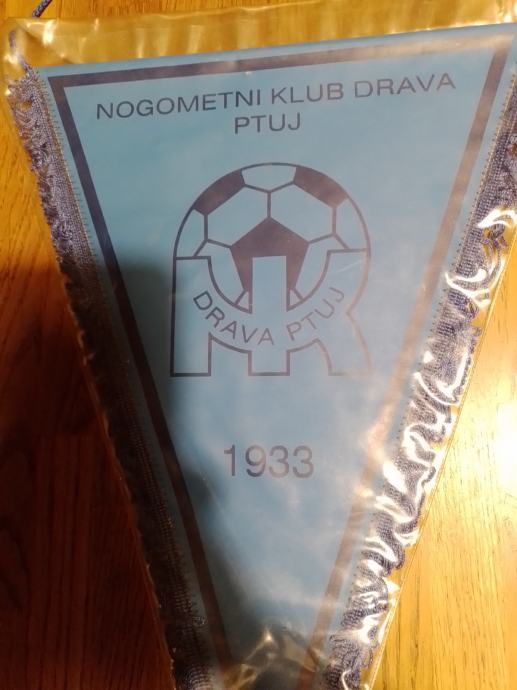 NOGOMETNI KLUB DRAVA
PTUJ
DRAVA PTUJ
1933